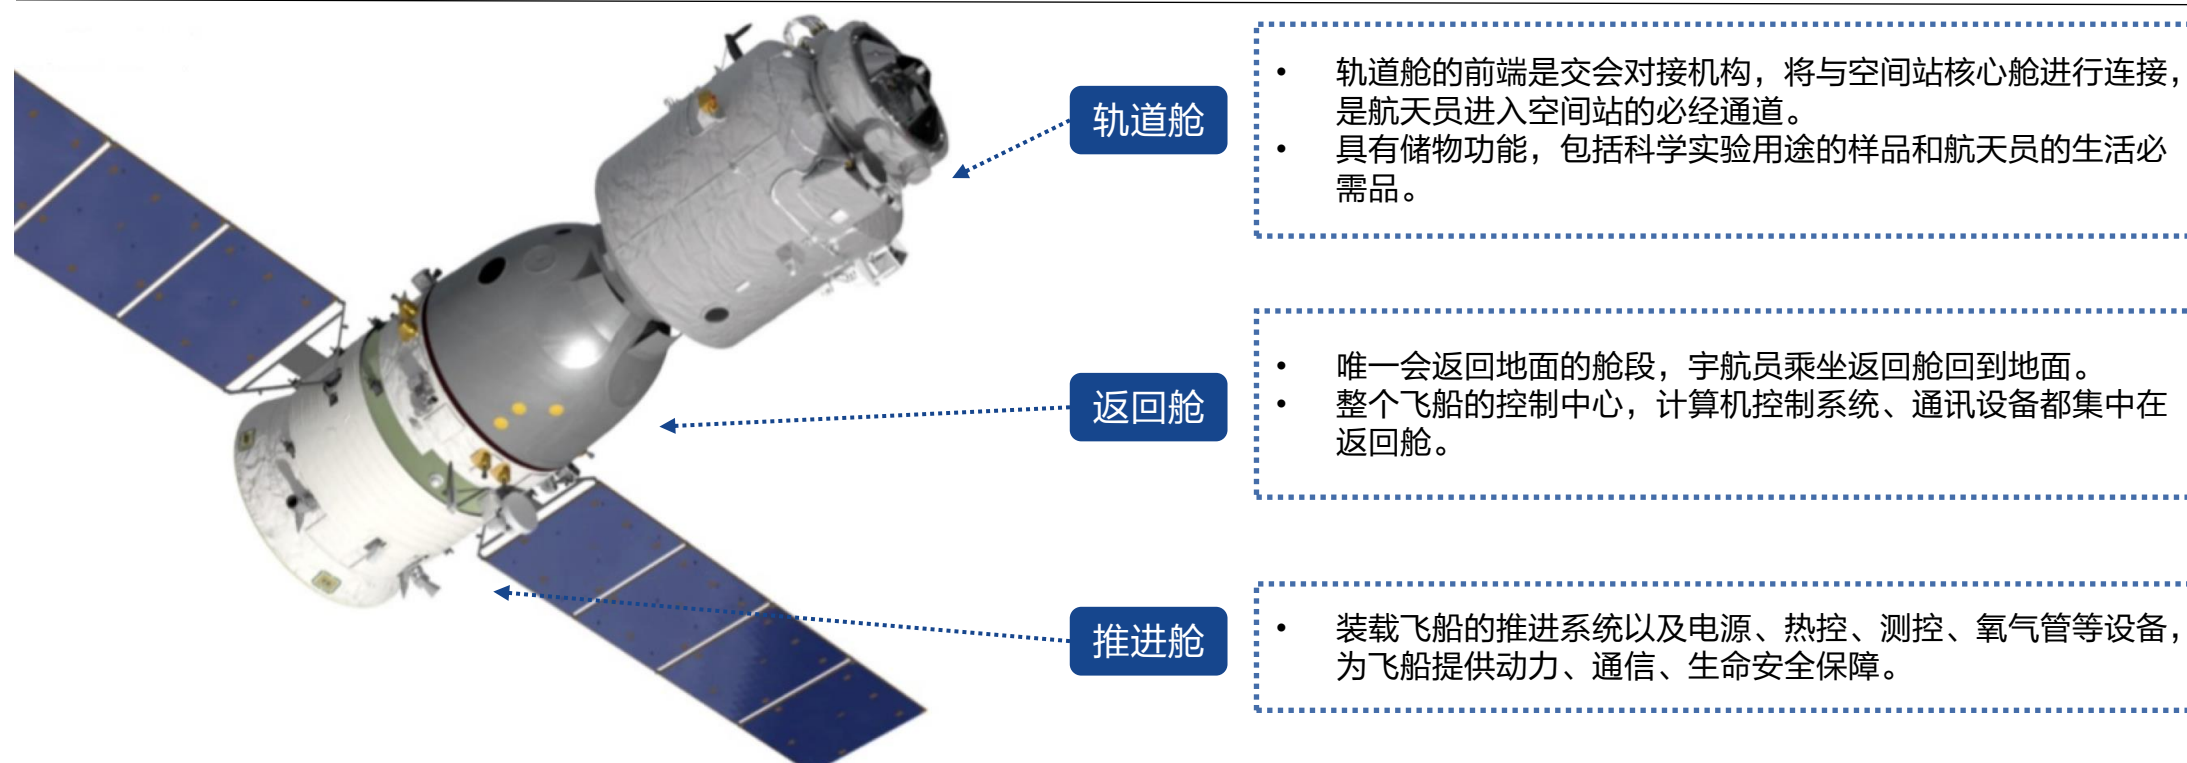 轨道舱
• 轨道舱的前端是交会对接机构，将与空间站核心舱进行连接，
是航天员进入空间站的必经通道。
• 具有储物功能，包括科学实验用途的样品和航天员的生活必
需品。
返回舱
• 唯一会返回地面的舱段，宇航员乘坐返回舱回到地面。
• 整个飞船的控制中心，计算机控制系统、通讯设备都集中在
返回舱。
推进舱
• 装载飞船的推进系统以及电源、热控、测控、氧气管等设备，
为飞船提供动力、通信、生命安全保障。